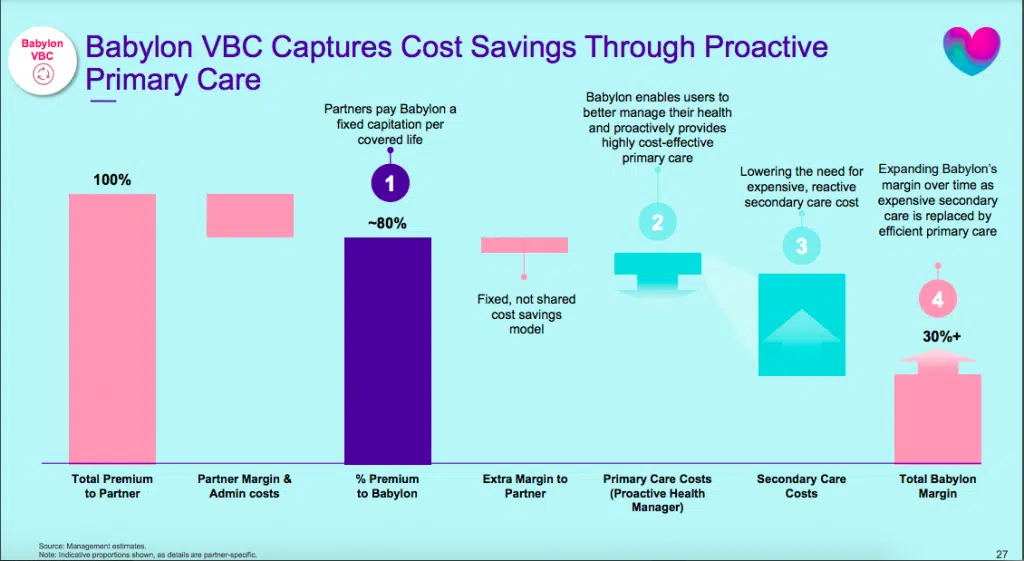 Babylon
VBC
Babylon VBC Captures Cost Savings Through Proactive
Primary Care
Partners pay Babylon a
fixed capitation per
covered life
1
Babylon enables users to
better manage their health
and proactively provides
highly cost-effective
primary care
2
Lowering the need for
expensive, reactive
secondary care cost
3
Expanding Babylon's
margin over time as
expensive secondary
care is replaced by
efficient primary care
4
100%
~80%
Fixed, not shared
cost savings
model
30%+
Total Premium
to Partner
Partner Margin &
Admin costs
% Premium
to Babylon
Extra Margin to
Partner
Primary Care Costs
(Proactive Health
Manager)
Secondary Care
Costs
Total Babylon
Margin
Source: Management estimates.
Note: Indicative proportions shown, as details are partner-specific.
27